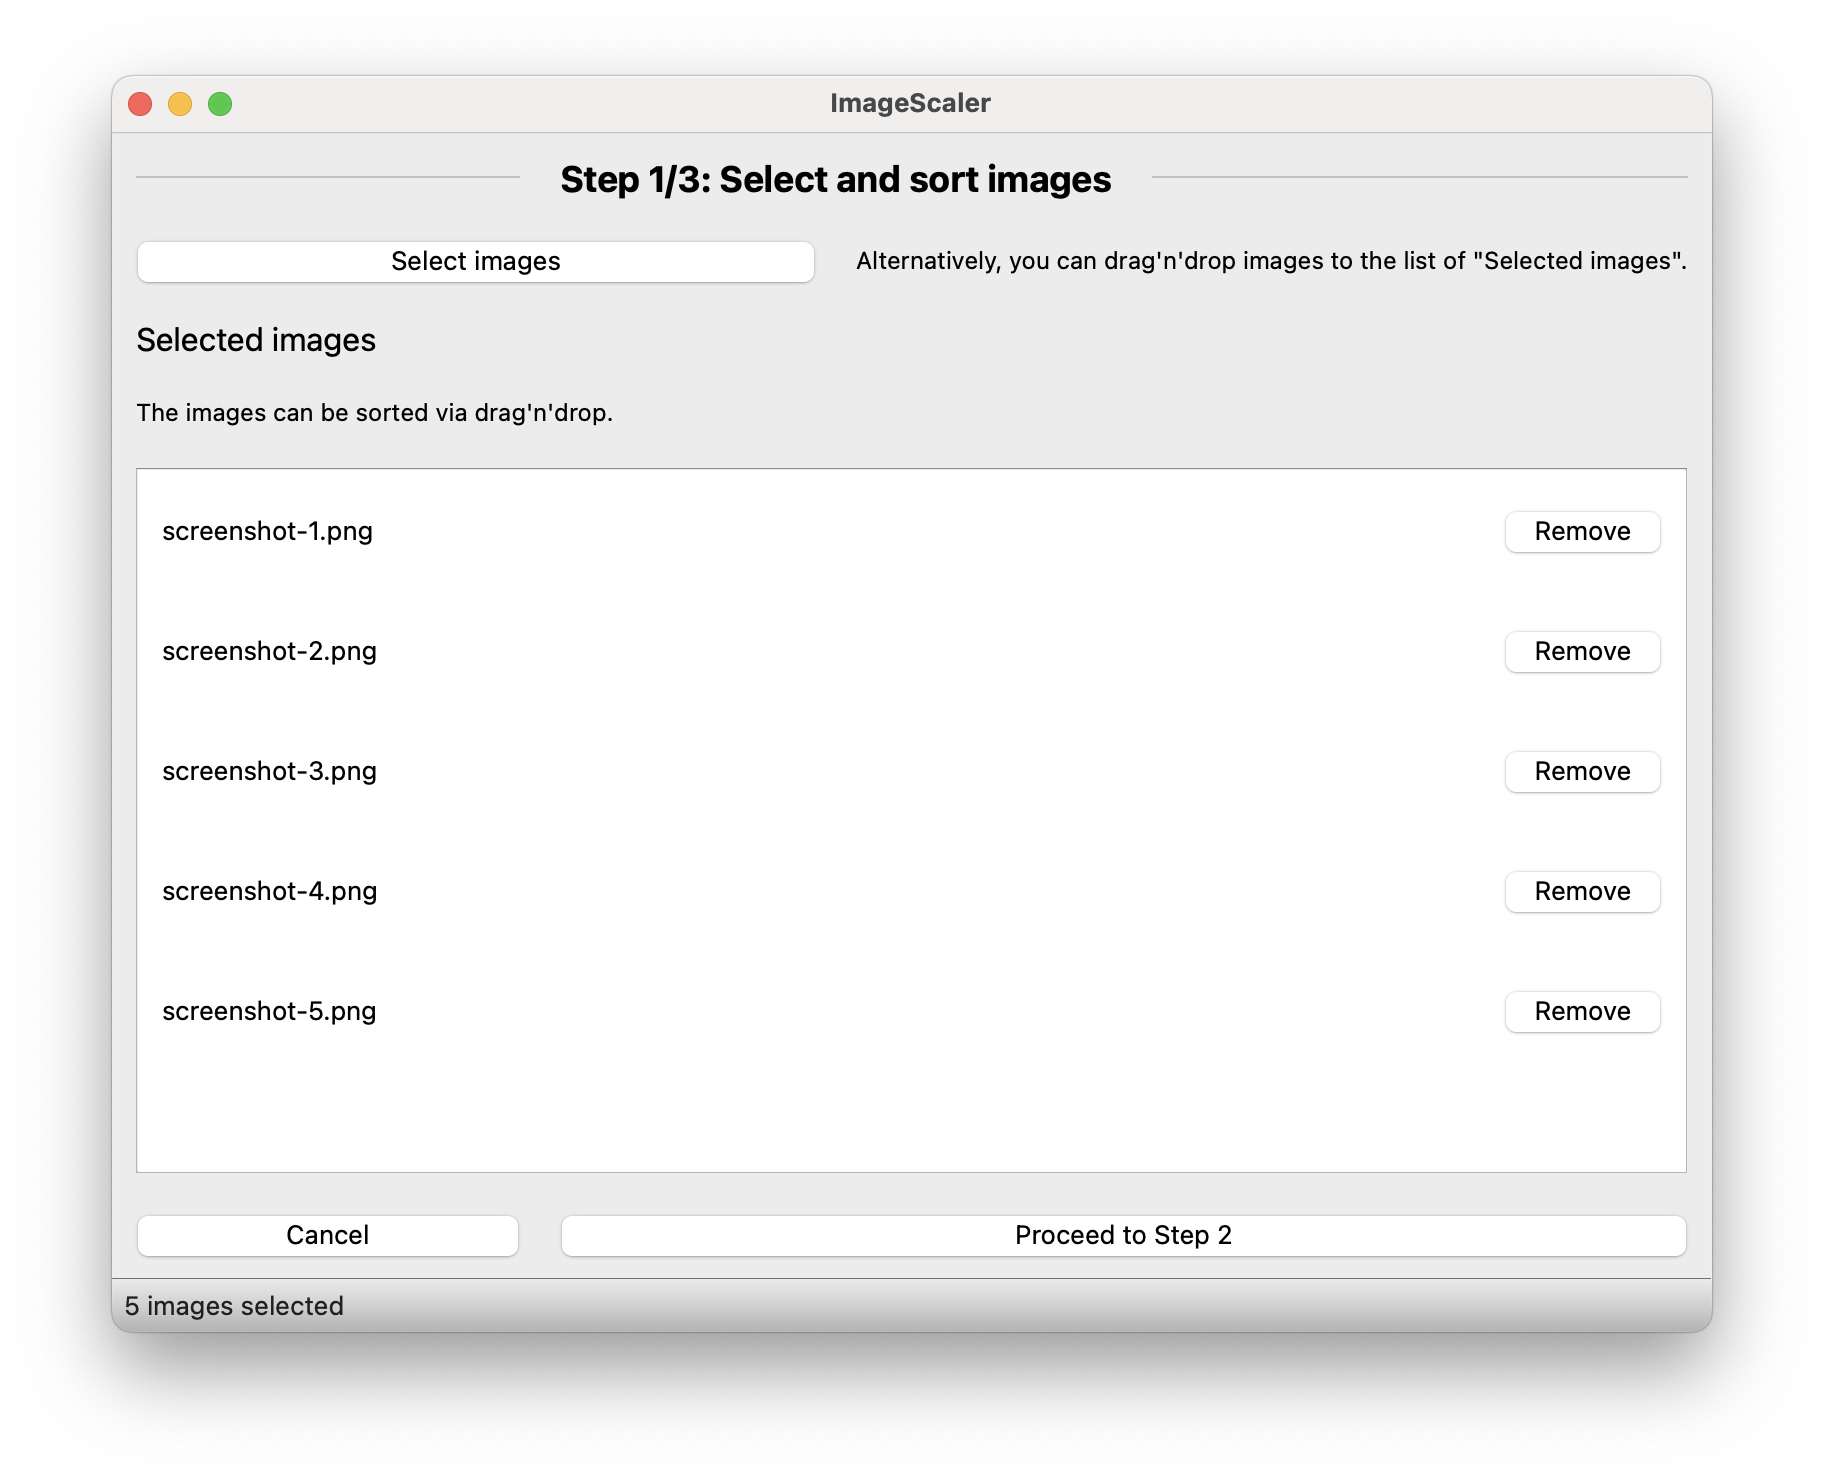 ImageScaler
Step 1/3: Select and sort images
Select images
Alternatively, you can drag'n'drop images to the list of "Selected images".
Selected images
The images can be sorted via drag'n'drop.
screenshot-1.png Remove
screenshot-2.png Remove
screenshot-3.png Remove
screenshot-4.png Remove
screenshot-5.png Remove
Cancel
Proceed to Step 2
5 images selected